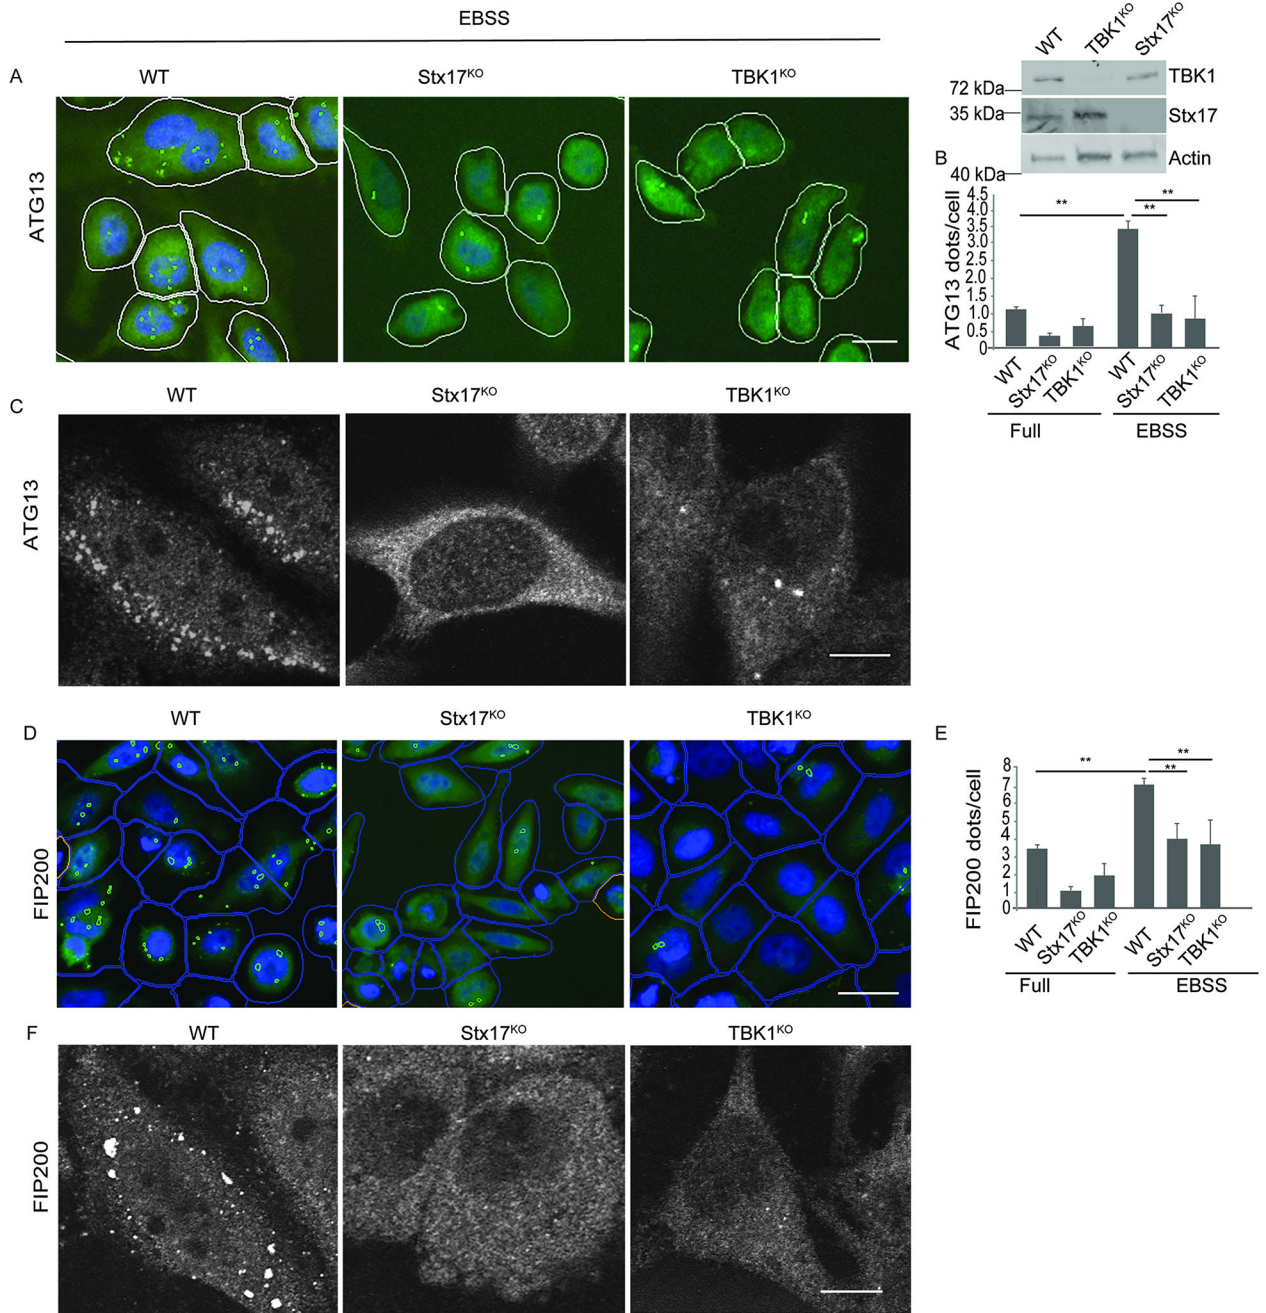 EBSS
A
WT
Stx17KO
TBK1KO
ATG13
WT
TBK1KO
Stx17KO
72 kDa
TBK1
35 kDa
Stx17
B
Actin
40 kDa
ATG13 dots/cell
4.5
4.0
3.5
3.0
2.5
2.0
1.5
1.0
0.5
0
**
**
**
WT
Stx17KO
TBK1KO
WT
Stx17KO
TBK1KO
Full
EBSS
C
WT
Stx17KO
TBK1KO
ATG13
D
WT
Stx17KO
TBK1KO
FIP200
E
FIP200 dots/cell
8
7
6
5
4
3
2
1
0
**
**
**
WT
Stx17KO
TBK1KO
WT
Stx17KO
TBK1KO
Full
EBSS
F
WT
Stx17KO
TBK1KO
FIP200